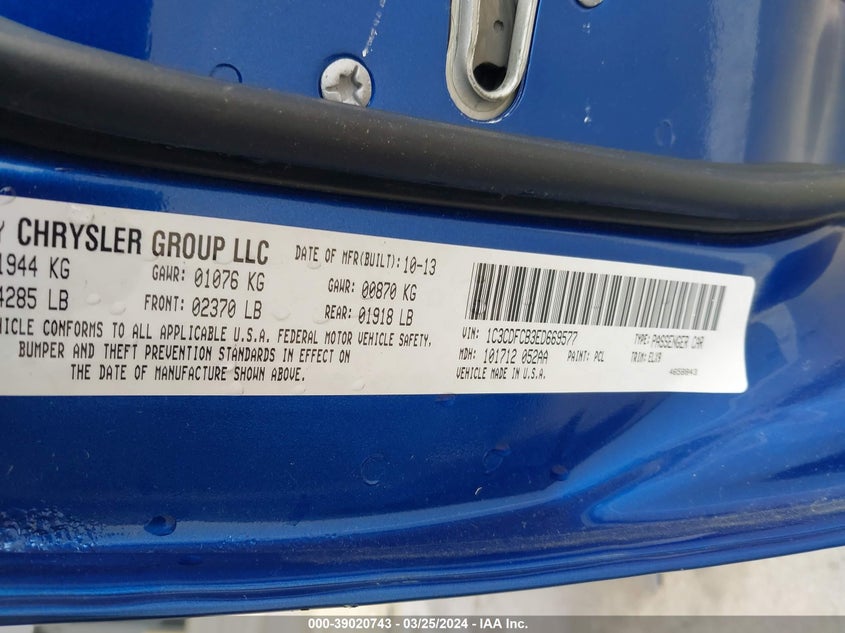 CHRYSLER GROUP LLC DATE OF MFR(BUILT): 10-13
1944 KG GAWR: 01076 KG GAWR: 00870 KG
4285 LB FRONT: 02370 LB REAR: 01918 LB
HICLE CONFORMS TO ALL APPLICABLE U.S.A. FEDERAL MOTOR VEHICLE SAFETY,
BUMPER AND THEFT PREVENTION STANDARDS IN EFFECT ON
THE DATE OF MANUFACTURE SHOWN ABOVE.
VIN: 1C3CDFCB3ED669577 TYPE: PASSENGER CAR
MDH: 101712 052AA PAINT: PCL TRIM: ELX9
VEHICLE MADE IN U.S.A. 4658843
000-39020743 - 03/25/2024 - IAA Inc.